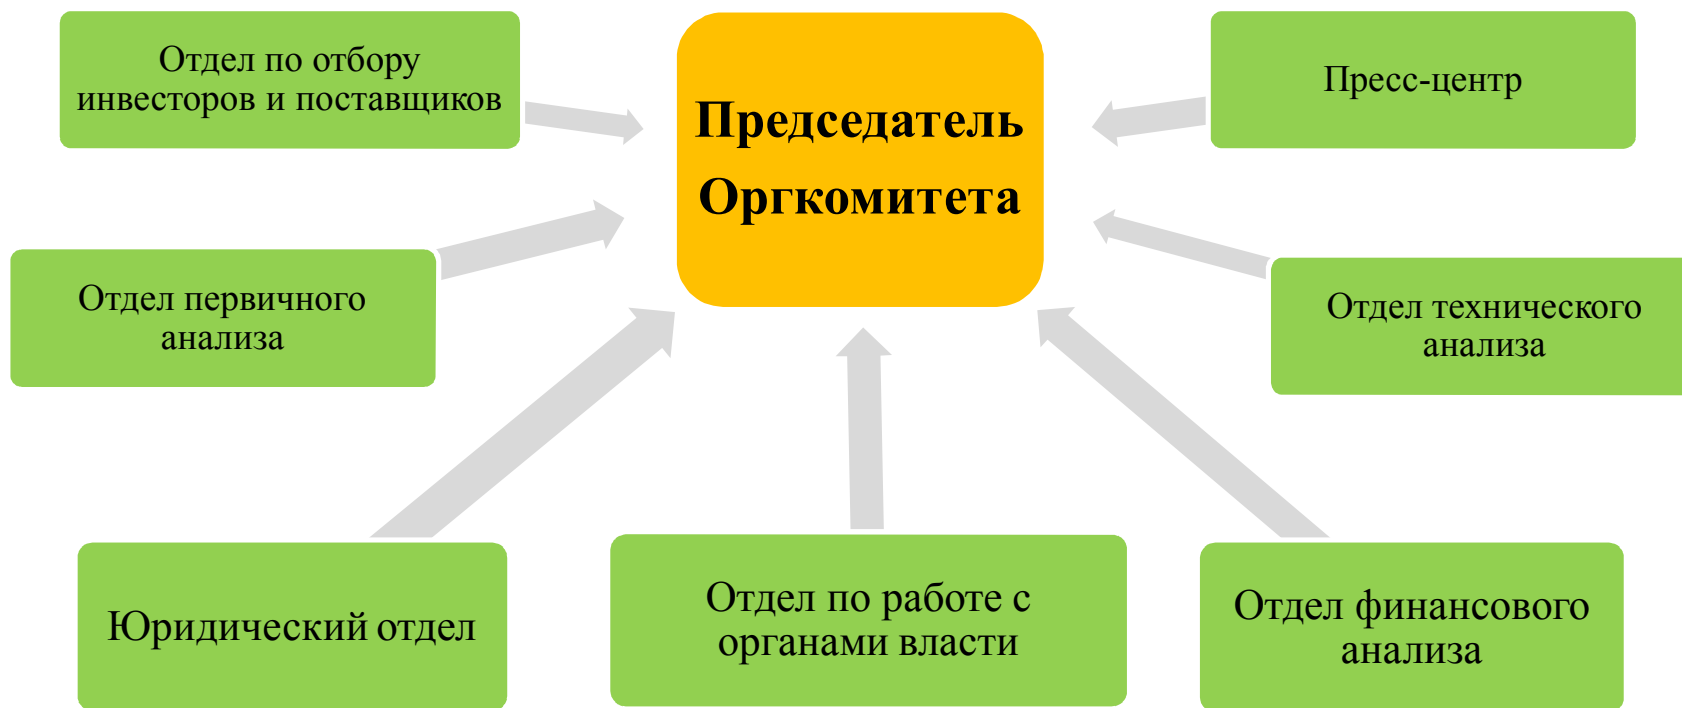 Отдел по отбору
инвесторов и поставщиков
Председатель
Оргкомитета
Пресс-центр
Отдел первичного
анализа
Отдел технического
анализа
Юридический отдел
Отдел по работе с
органами власти
Отдел финансового
анализа